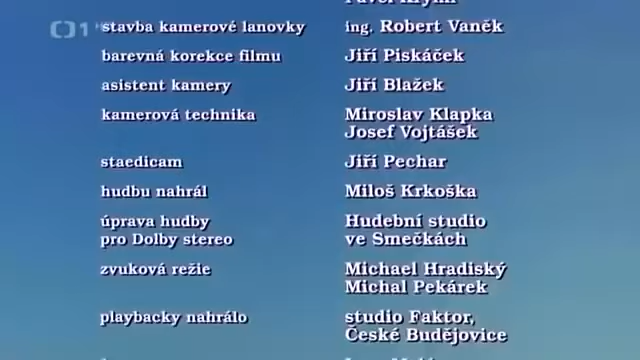 stavba kamerové lanovky ing. Robert Vaněk
barevná korekce filmu Jiří Piskáček
asistent kamery Jiří Blažek
kamerová technika Miroslav Klapka
Josef Vojtášek
staedicam Jiří Pechar
hudbu nahrál Miloš Krkoška
úprava hudby Hudební studio
pro Dolby stereo ve Smečkách
zvuková režie Michael Hradiský
Michal Pekárek
playbacky nahrálo studio Faktor,
České Budějovice